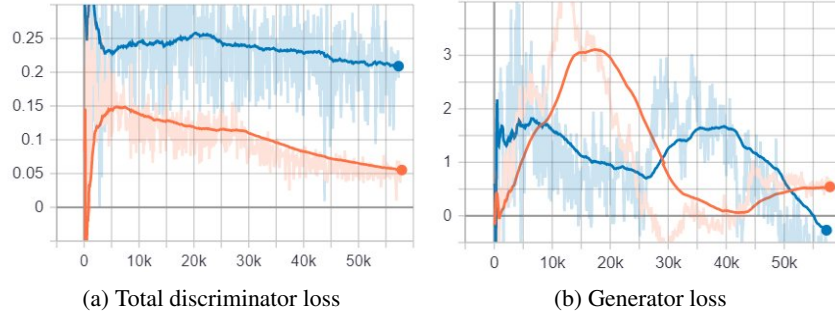 0.25
0.2
0.15
0.1
0.05
0
0 10k 20k 30k 40k 50k
(a) Total discriminator loss
3
2
1
0
0 10k 20k 30k 40k 50k
(b) Generator loss